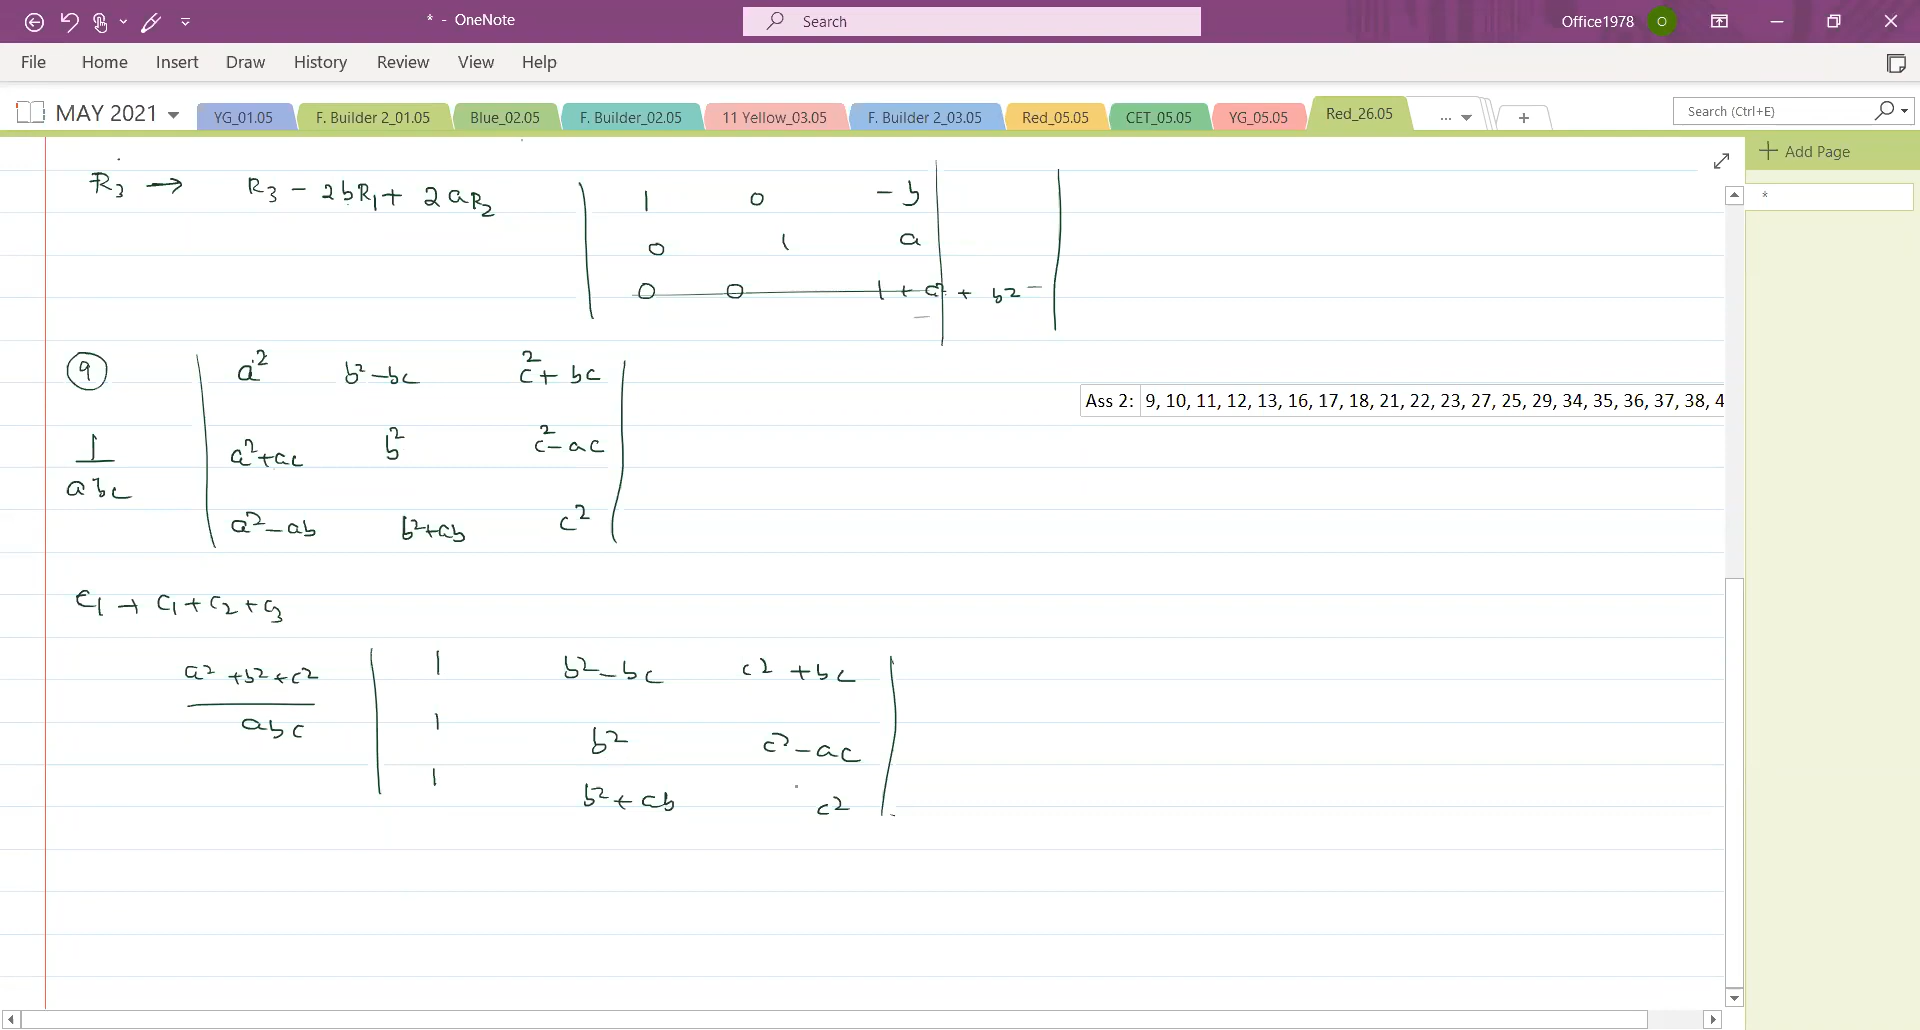 * - OneNote
Search
Office1978 O
File Home Insert Draw History Review View Help
MAY 2021
YG_01.05 F. Builder 2_01.05 Blue_02.05 F. Builder_02.05 11 Yellow_03.05 F. Builder 2_03.05 Red_05.05 CET_05.05 YG_05.05 Red_26.05 ... +
Search (Ctrl+E)
+ Add Page
*
R₃ → R₃ - 2bR₁ + 2aR₂ | 1 0 -b |
0 1 a
0 0 1 + a² + b²
9 | a² b²-bc c²+bc |
Ass 2: 9, 10, 11, 12, 13, 16, 17, 18, 21, 22, 23, 27, 25, 29, 34, 35, 36, 37, 38, 4
1/abc a²+ac b² c²-ac
a²-ab b²+ab c²
C₁ → C₁+C₂+C₃
a²+b²+c² / abc | 1 b²-bc c²+bc |
1 b² c²-ac
1 b²+ab c²